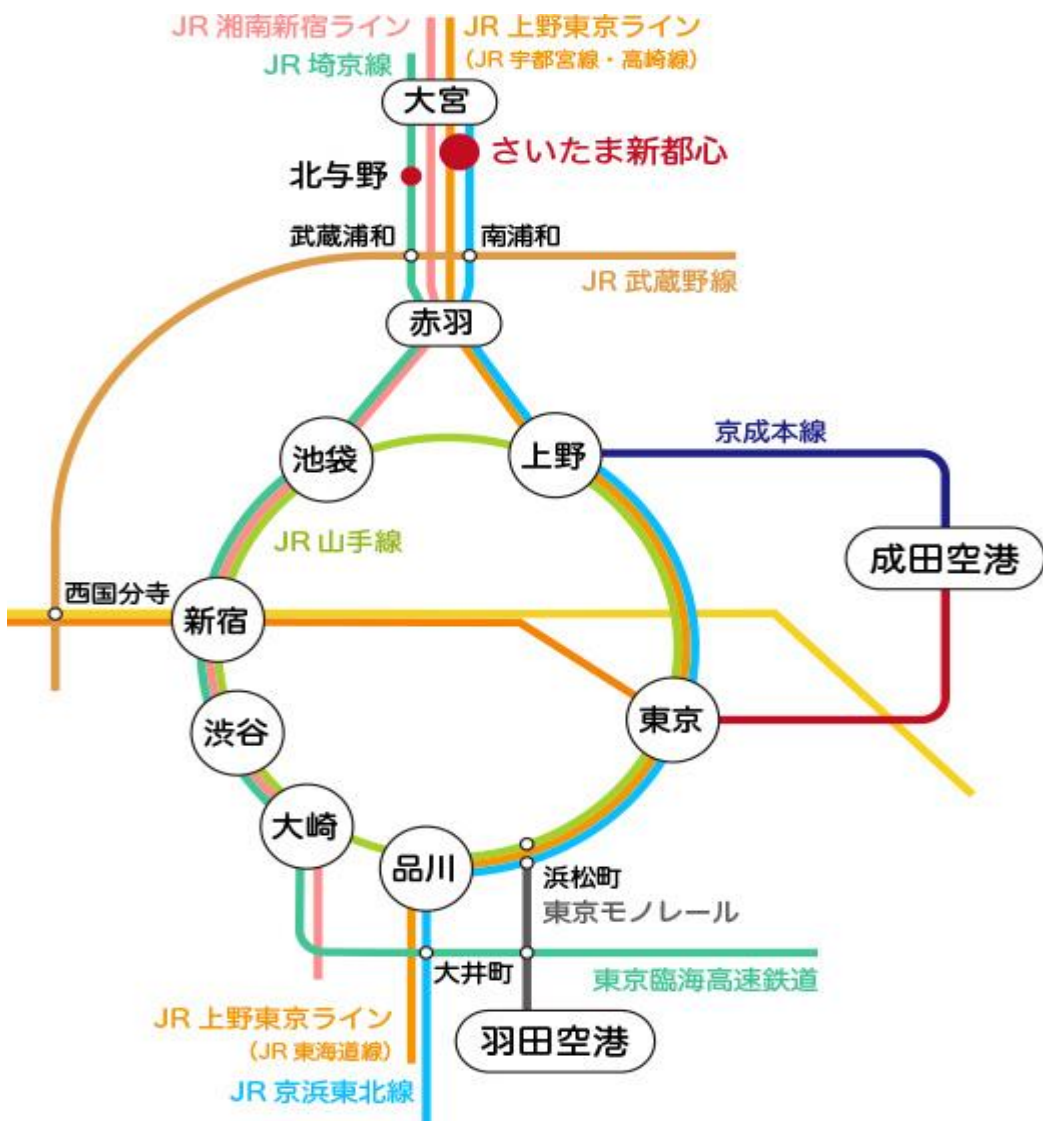 JR 湘南新宿ライン
JR 上野東京ライン
(JR 宇都宮線・高崎線)
JR 埼京線
大宮
さいたま新都心
北与野
武蔵浦和
南浦和
JR 武蔵野線
赤羽
池袋
上野
京成本線
JR 山手線
成田空港
西国分寺
新宿
東京
渋谷
大崎
品川
浜松町
東京モノレール
大井町
東京臨海高速鉄道
JR 上野東京ライン
(JR 東海道線)
羽田空港
JR 京浜東北線